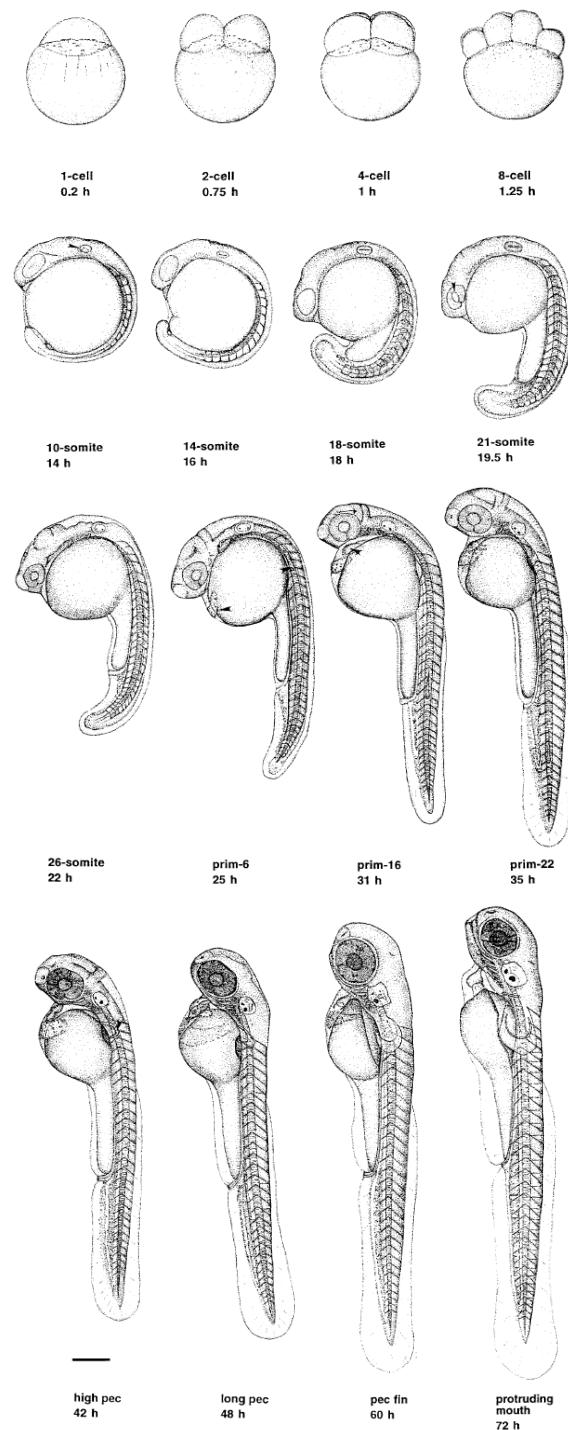 1-cell
0.2 h
2-cell
0.75 h
4-cell
1 h
8-cell
1.25 h
10-somite
14 h
14-somite
16 h
18-somite
18 h
21-somite
19.5 h
26-somite
22 h
prim-6
25 h
prim-16
31 h
prim-22
35 h
high pec
42 h
long pec
48 h
pec fin
60 h
protruding
mouth
72 h